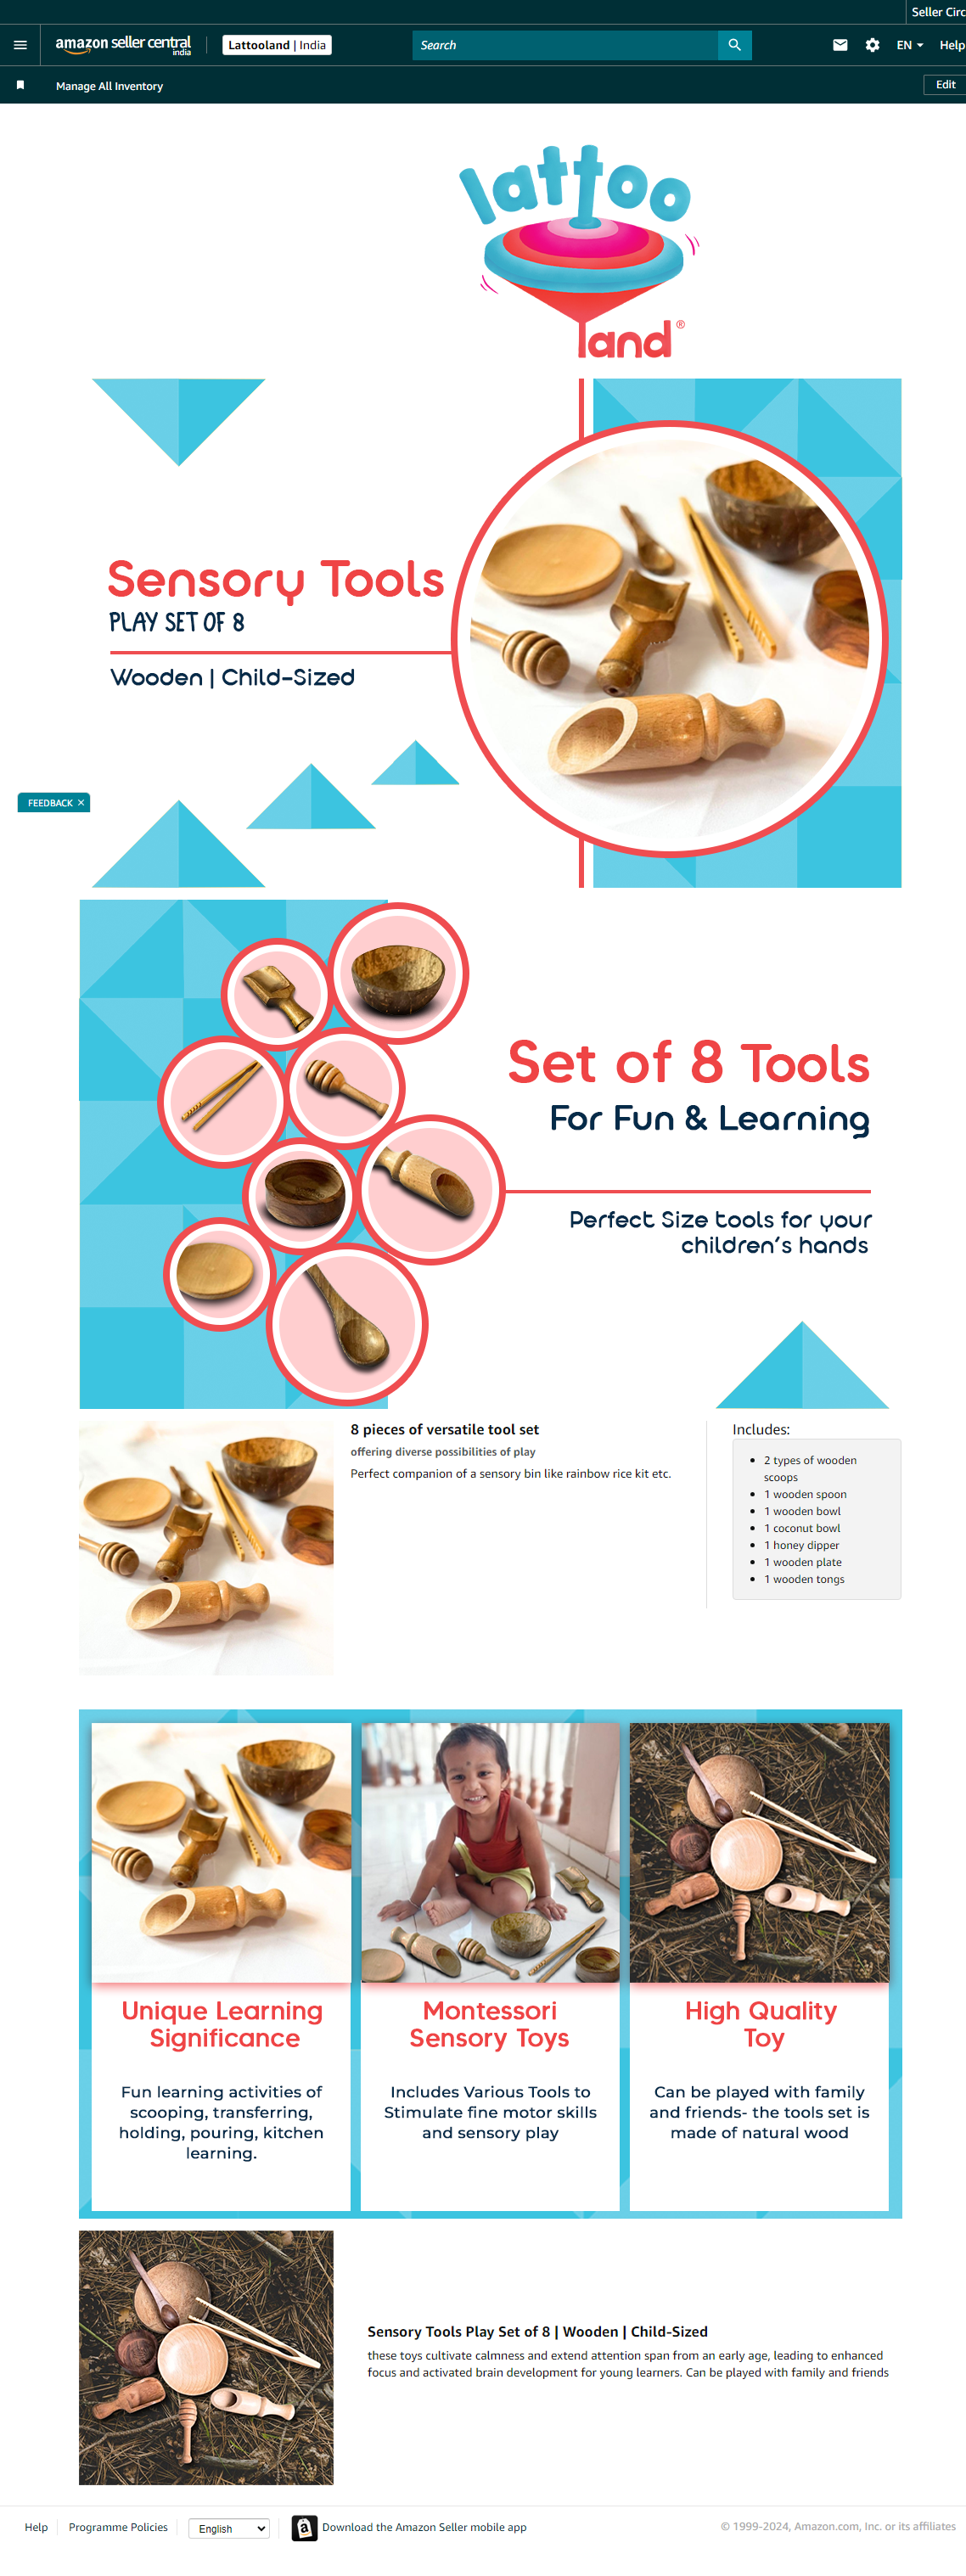 Seller Circ
amazon seller central
india
Lattooland | India
Search
EN
Help
Manage All Inventory
Edit
lattoo
land®
Sensory Tools
PLAY SET OF 8
Wooden | Child-Sized
FEEDBACK ✕
Set of 8 Tools
For Fun & Learning
Perfect Size tools for your
children's hands
8 pieces of versatile tool set
offering diverse possibilities of play
Perfect companion of a sensory bin like rainbow rice kit etc.
Includes:
• 2 types of wooden
scoops
• 1 wooden spoon
• 1 wooden bowl
• 1 coconut bowl
• 1 honey dipper
• 1 wooden plate
• 1 wooden tongs
Unique Learning
Significance
Fun learning activities of
scooping, transferring,
holding, pouring, kitchen
learning.
Montessori
Sensory Toys
Includes Various Tools to
Stimulate fine motor skills
and sensory play
High Quality
Toy
Can be played with family
and friends- the tools set is
made of natural wood
Sensory Tools Play Set of 8 | Wooden | Child-Sized
these toys cultivate calmness and extend attention span from an early age, leading to enhanced
focus and activated brain development for young learners. Can be played with family and friends
Help
Programme Policies
English
Download the Amazon Seller mobile app
© 1999-2024, Amazon.com, Inc. or its affiliates